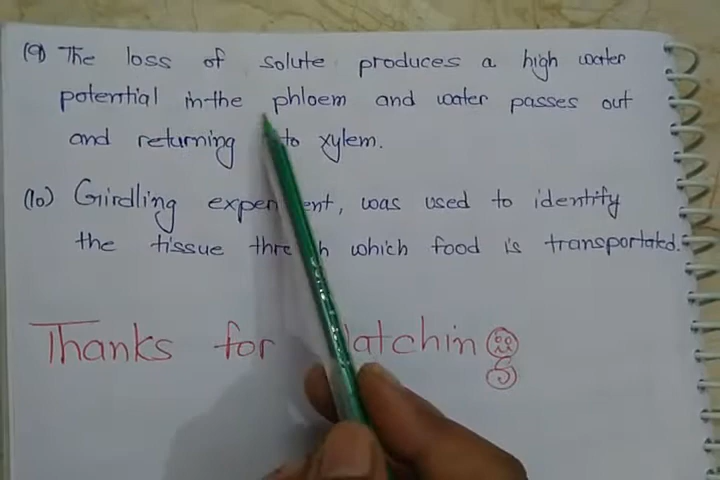 (9) The loss of solute produces a high water
potential in the phloem and water passes out
and returning to xylem.
(10) Girdling was used to identify
the tissue which food is transportated.
Thanks for